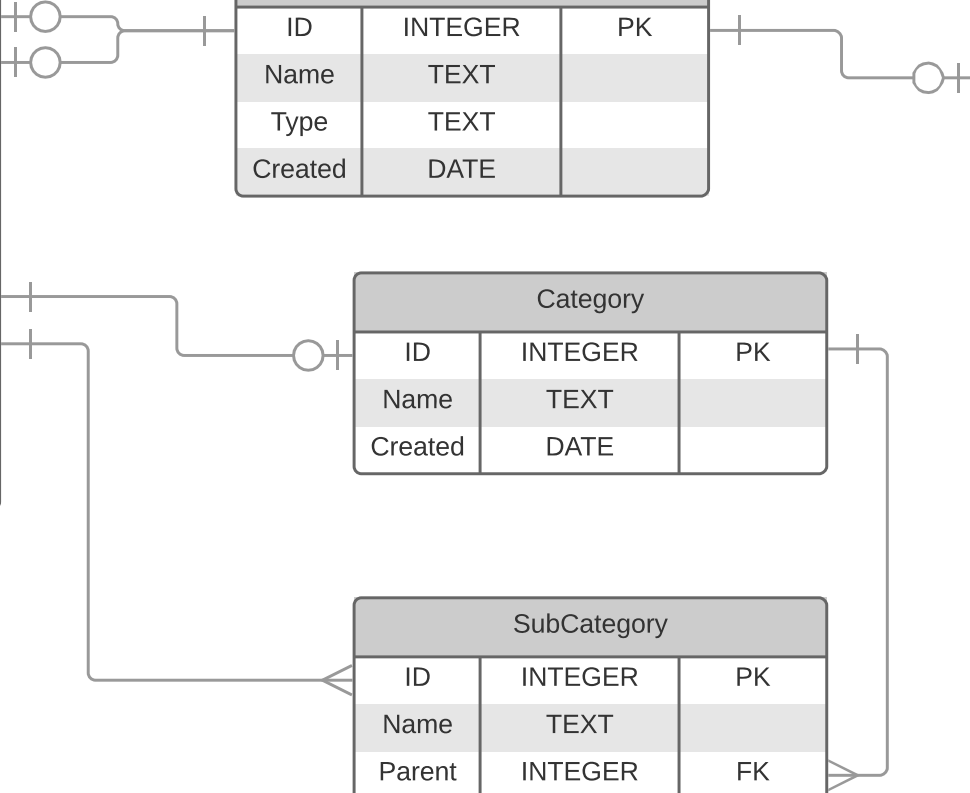 ID INTEGER PK
Name TEXT
Type TEXT
Created DATE
Category
ID INTEGER PK
Name TEXT
Created DATE
SubCategory
ID INTEGER PK
Name TEXT
Parent INTEGER FK